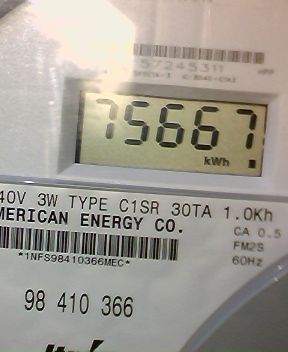 57245311
75667
kWh
40V 3W TYPE C1SR 30TA 1.0Kh
MERICAN ENERGY CO.
CA 0.5
FM2S
60Hz
*1NFS98410366MEC*
98 410 366